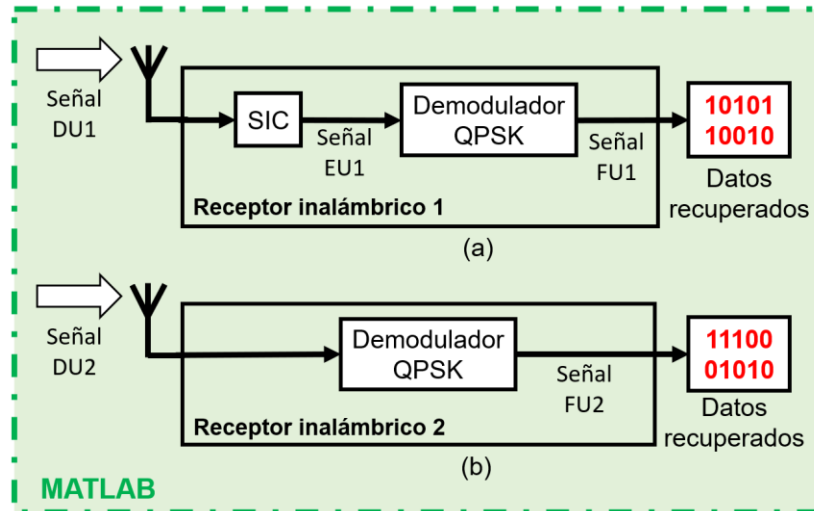 Señal
DU1
SIC
Señal
EU1
Demodulador
QPSK
Señal
FU1
10101
10010
Datos
recuperados
Receptor inalámbrico 1
(a)
Señal
DU2
Demodulador
QPSK
Señal
FU2
11100
01010
Datos
recuperados
Receptor inalámbrico 2
(b)
MATLAB